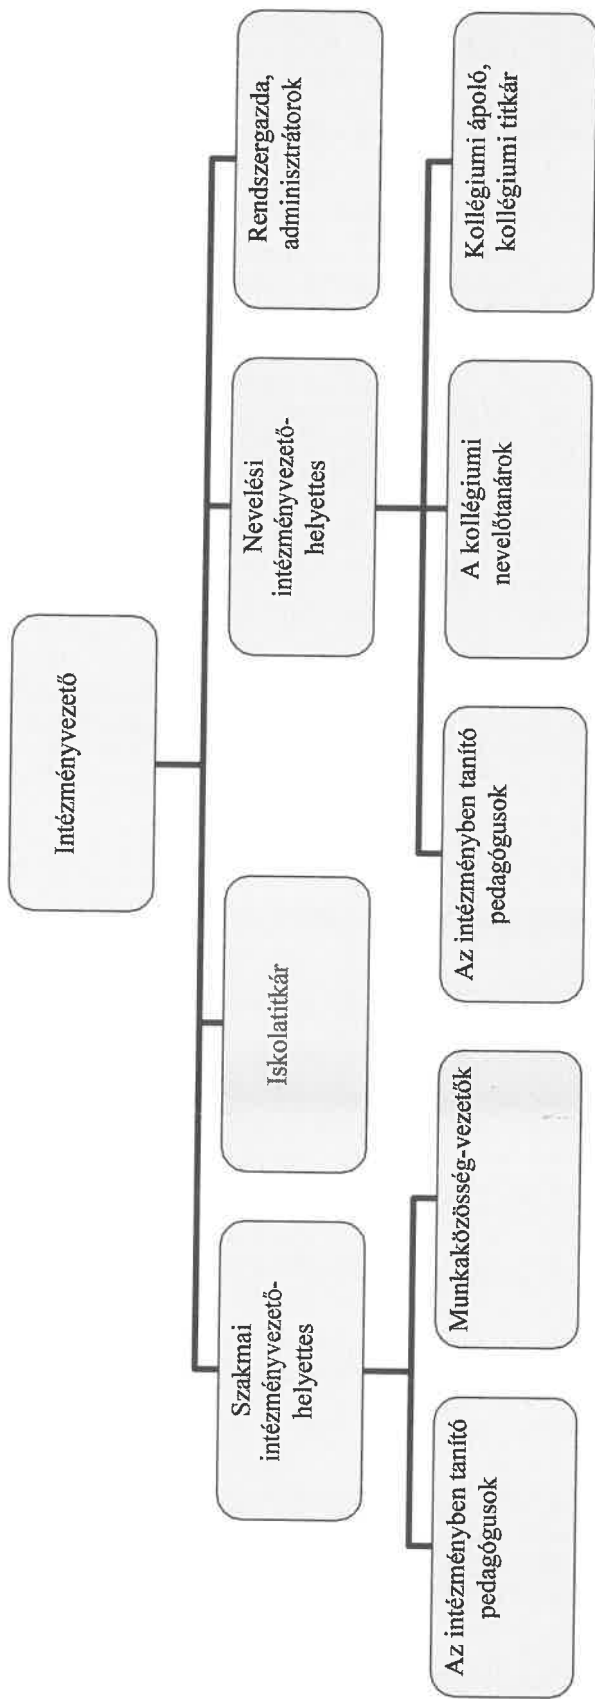 Intézményvezető
Szakmai
intézményvezető-
helyettes
Iskolatitkár
Nevelési
intézményvezető-
helyettes
Rendszergazda,
adminisztrátorok
Az intézményben tanító
pedagógusok
Munkaközösség-vezetők
Az intézményben tanító
pedagógusok
A kollégiumi
nevelőtanárok
Kollégiumi ápoló,
kollégiumi titkár